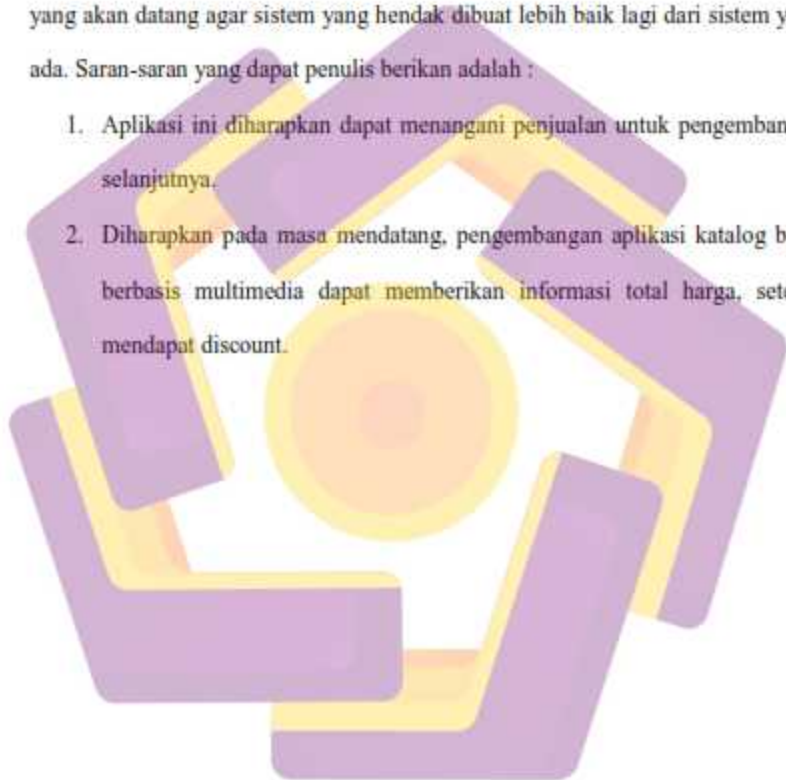 yang akan datang agar sistem yang hendak dibuat lebih baik lagi dari sistem y
ada. Saran-saran yang dapat penulis berikan adalah :
1. Aplikasi ini diharapkan dapat menangani penjualan untuk pengemban
selanjutnya.
2. Diharapkan pada masa mendatang, pengembangan aplikasi katalog b
berbasis multimedia dapat memberikan informasi total harga, sete
mendapat discount.